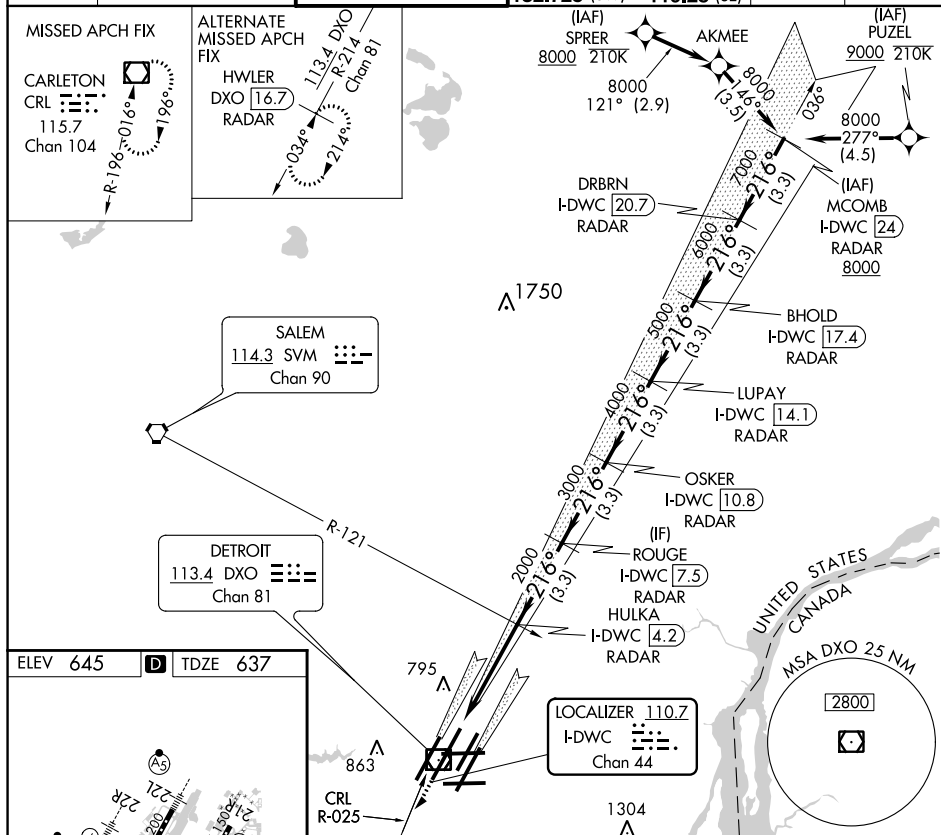 MISSED APCH FIX
CARLETON
CRL
115.7
Chan 104
R-196
016°
196°
ALTERNATE
MISSED APCH
FIX
HWLER
DXO 16.7
RADAR
113.4 DXO
R-214
Chan 81
034°
214°
(IAF)
SPRER
8000 210K
AKMEE
8000
121° (2.9)
8000
146°
(3.5)
(IAF)
PUZEL
9000 210K
036°
8000
277°
(4.5)
(IAF)
MCOMB
I-DWC 24
RADAR
8000
7000
216°
(3.3)
DRBRN
I-DWC 20.7
RADAR
6000
216°
(3.3)
BHOLD
I-DWC 17.4
RADAR
1750
5000
216°
(3.3)
LUPAY
I-DWC 14.1
RADAR
4000
216°
(3.3)
OSKER
I-DWC 10.8
RADAR
3000
216°
(3.3)
(IF)
ROUGE
I-DWC 7.5
RADAR
2000
216°
(3.3)
HULKA
I-DWC 4.2
RADAR
SALEM
114.3 SVM
Chan 90
R-121
DETROIT
113.4 DXO
Chan 81
UNITED STATES
CANADA
MSA DXO 25 NM
2800
795
863
LOCALIZER 110.7
I-DWC
Chan 44
CRL
R-025
1304
ELEV 645
D
TDZE 637
A5
22R
22L
200
150
21R